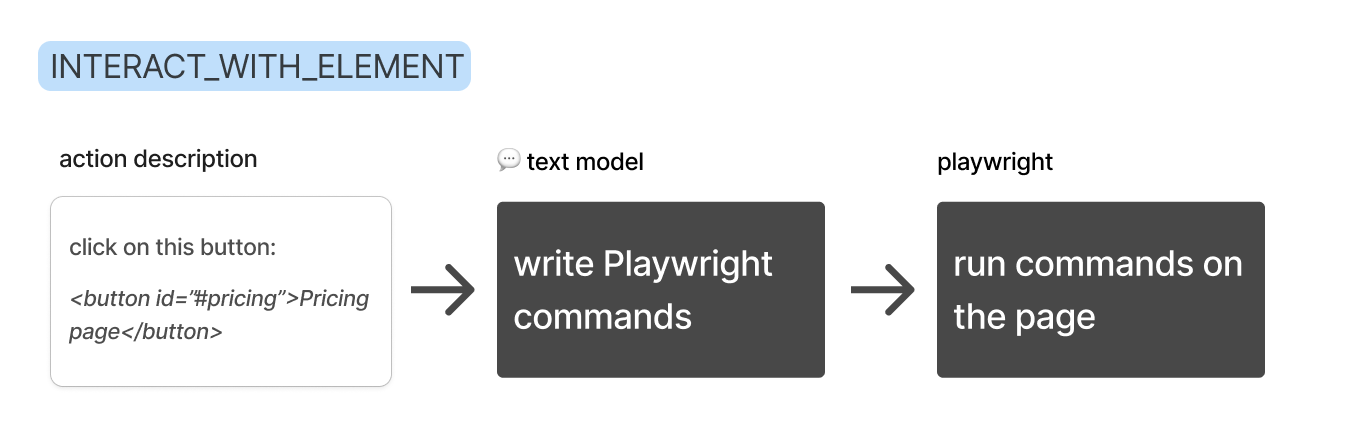 INTERACT_WITH_ELEMENT
action description
💬 text model
playwright
click on this button:
<button id="#pricing">Pricing
page</button>
write Playwright
commands
run commands on
the page